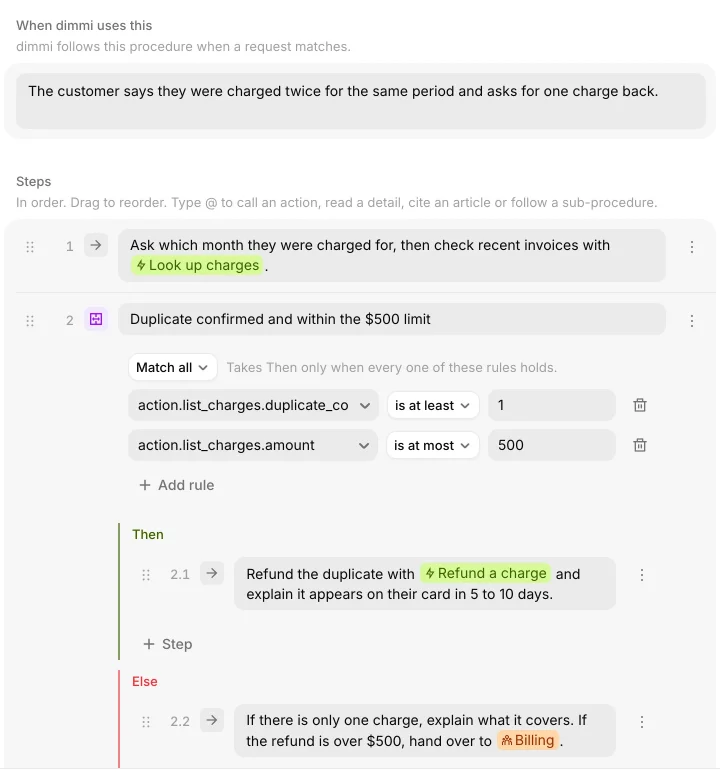 When dimmi uses this
dimmi follows this procedure when a request matches.
The customer says they were charged twice for the same period and asks for one charge back.
Steps
In order. Drag to reorder. Type @ to call an action, read a detail, cite an article or follow a sub-procedure.
1 Ask which month they were charged for, then check recent invoices with
Look up charges .
2 Duplicate confirmed and within the $500 limit
Match all Takes Then only when every one of these rules holds.
action.list_charges.duplicate_co is at least 1
action.list_charges.amount is at most 500
+ Add rule
Then
2.1 Refund the duplicate with Refund a charge and
explain it appears on their card in 5 to 10 days.
+ Step
Else
2.2 If there is only one charge, explain what it covers. If
the refund is over $500, hand over to Billing .